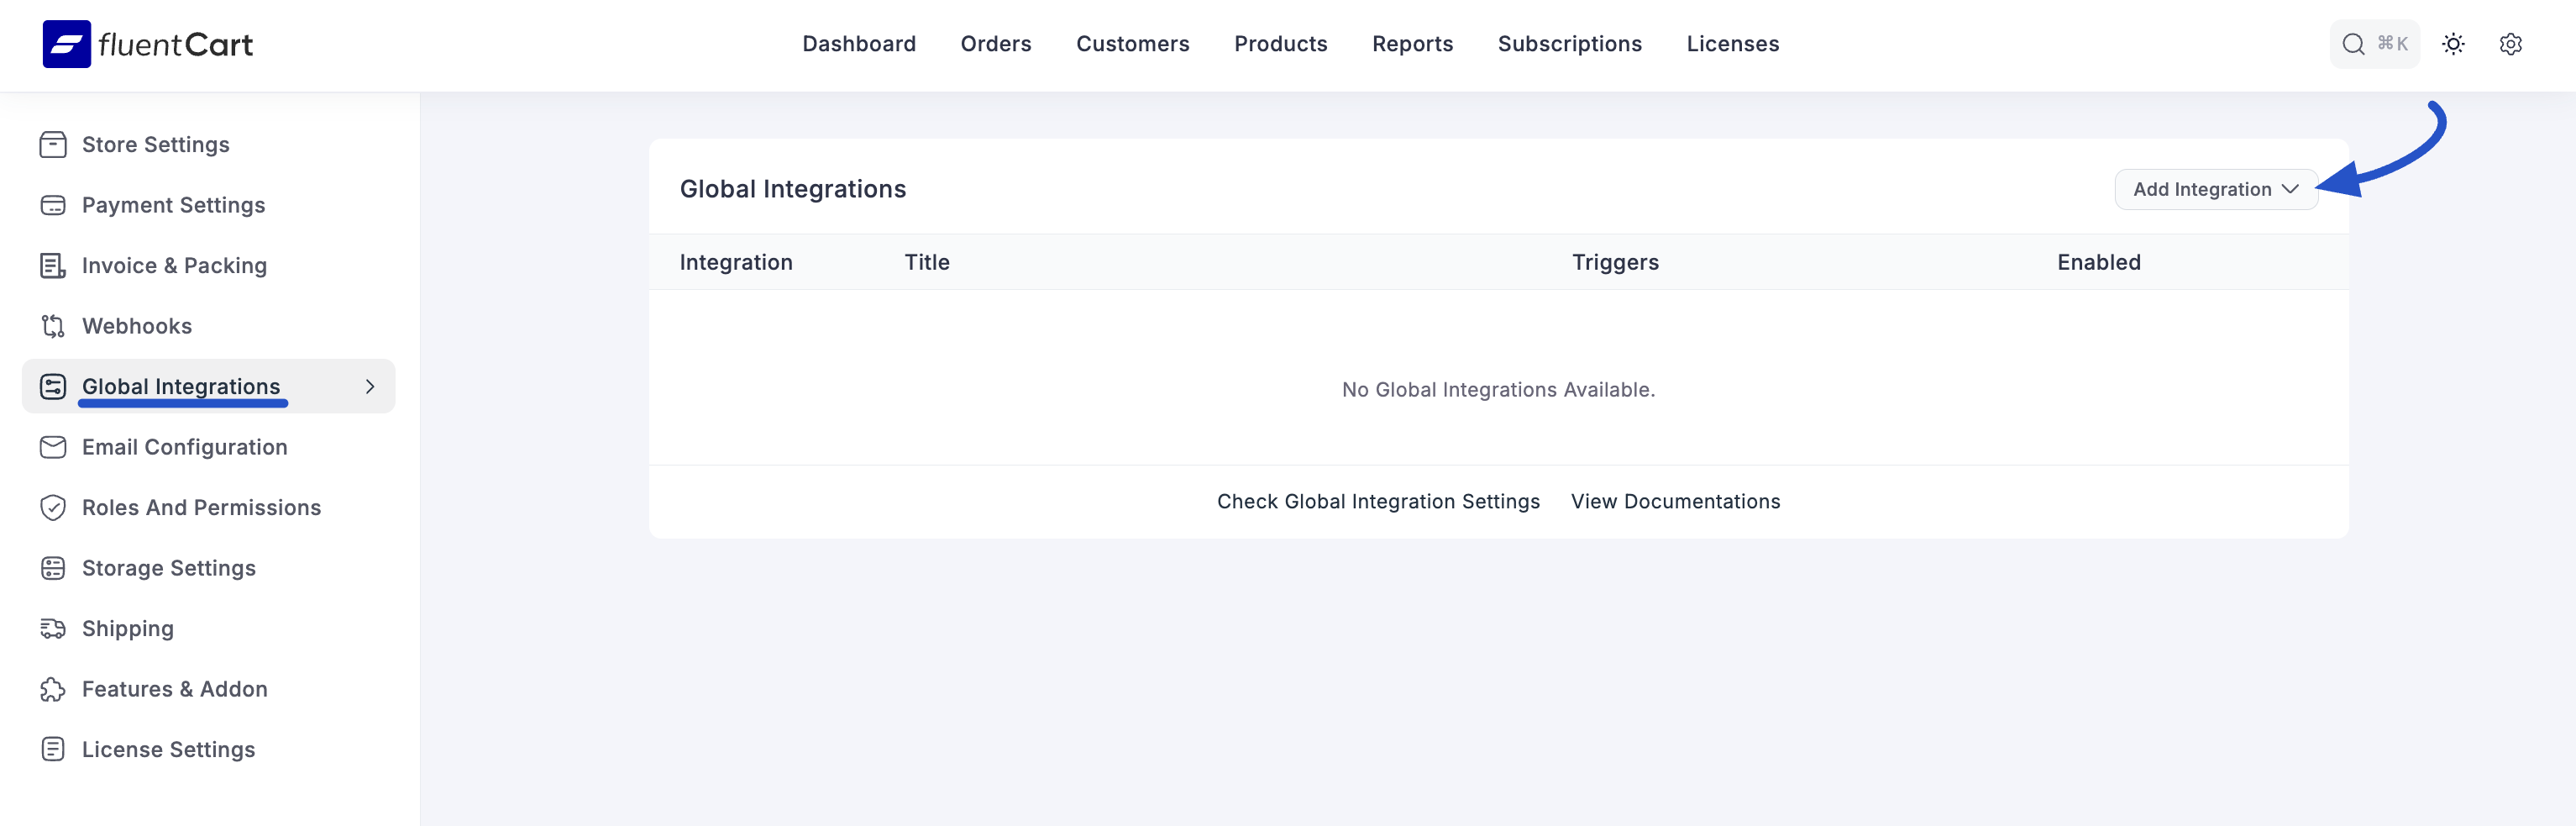 fluentCart
Dashboard Orders Customers Products Reports Subscriptions Licenses
⌘K
Store Settings
Payment Settings
Invoice & Packing
Webhooks
Global Integrations
Email Configuration
Roles And Permissions
Storage Settings
Shipping
Features & Addon
License Settings
Global Integrations
Add Integration
Integration Title Triggers Enabled
No Global Integrations Available.
Check Global Integration Settings View Documentations